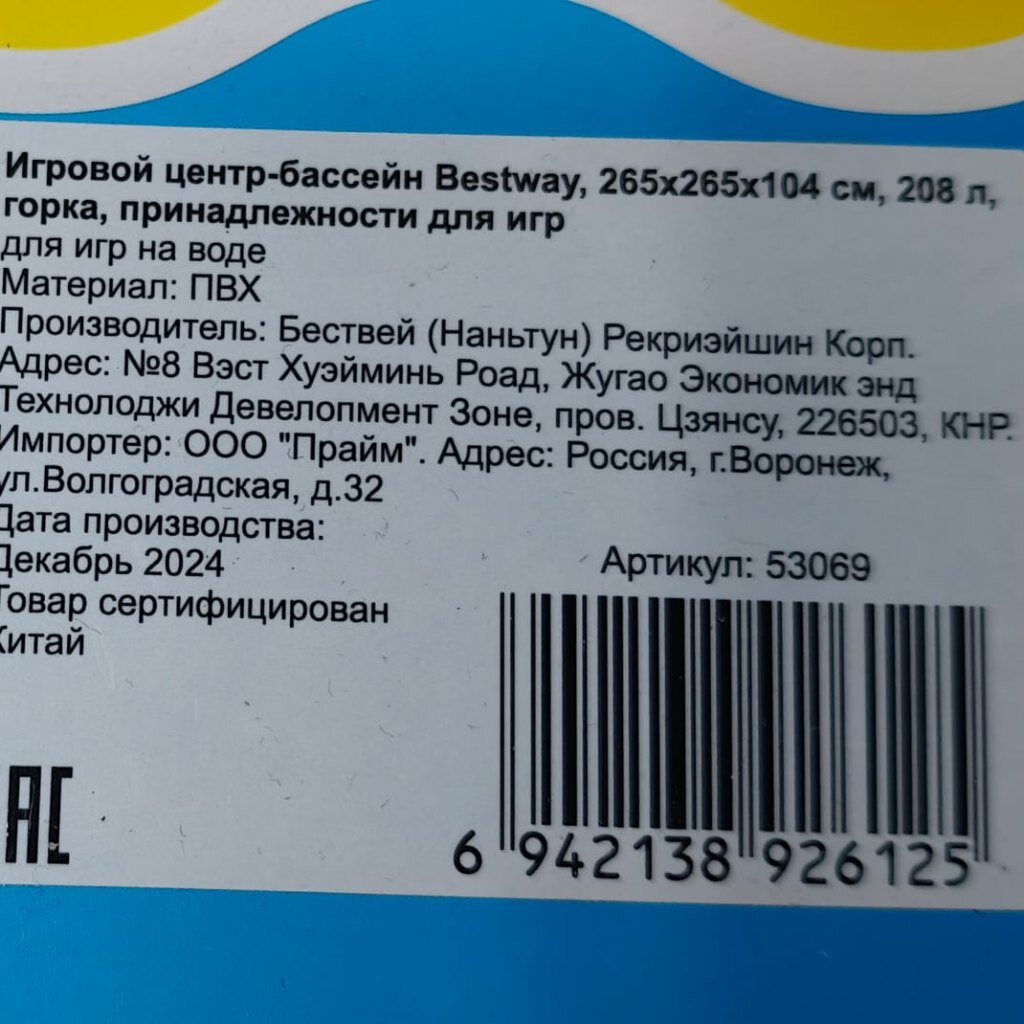 Игровой центр-бассейн Bestway, 265х265х104 см, 208 л,
горка, принадлежности для игр
для игр на воде
Материал: ПВХ
Производитель: Бествей (Наньтун) Рекриэйшин Корп.
Адрес: №8 Вэст Хуэйминь Роад, Жугао Экономик энд
Технолоджи Девелопмент Зоне, пров. Цзянсу, 226503, КНР.
Импортер: ООО "Прайм". Адрес: Россия, г.Воронеж,
ул.Волгоградская, д.32
Дата производства:
Декабрь 2024
Товар сертифицирован
Китай
Артикул: 53069
6 942138 926125
EAC